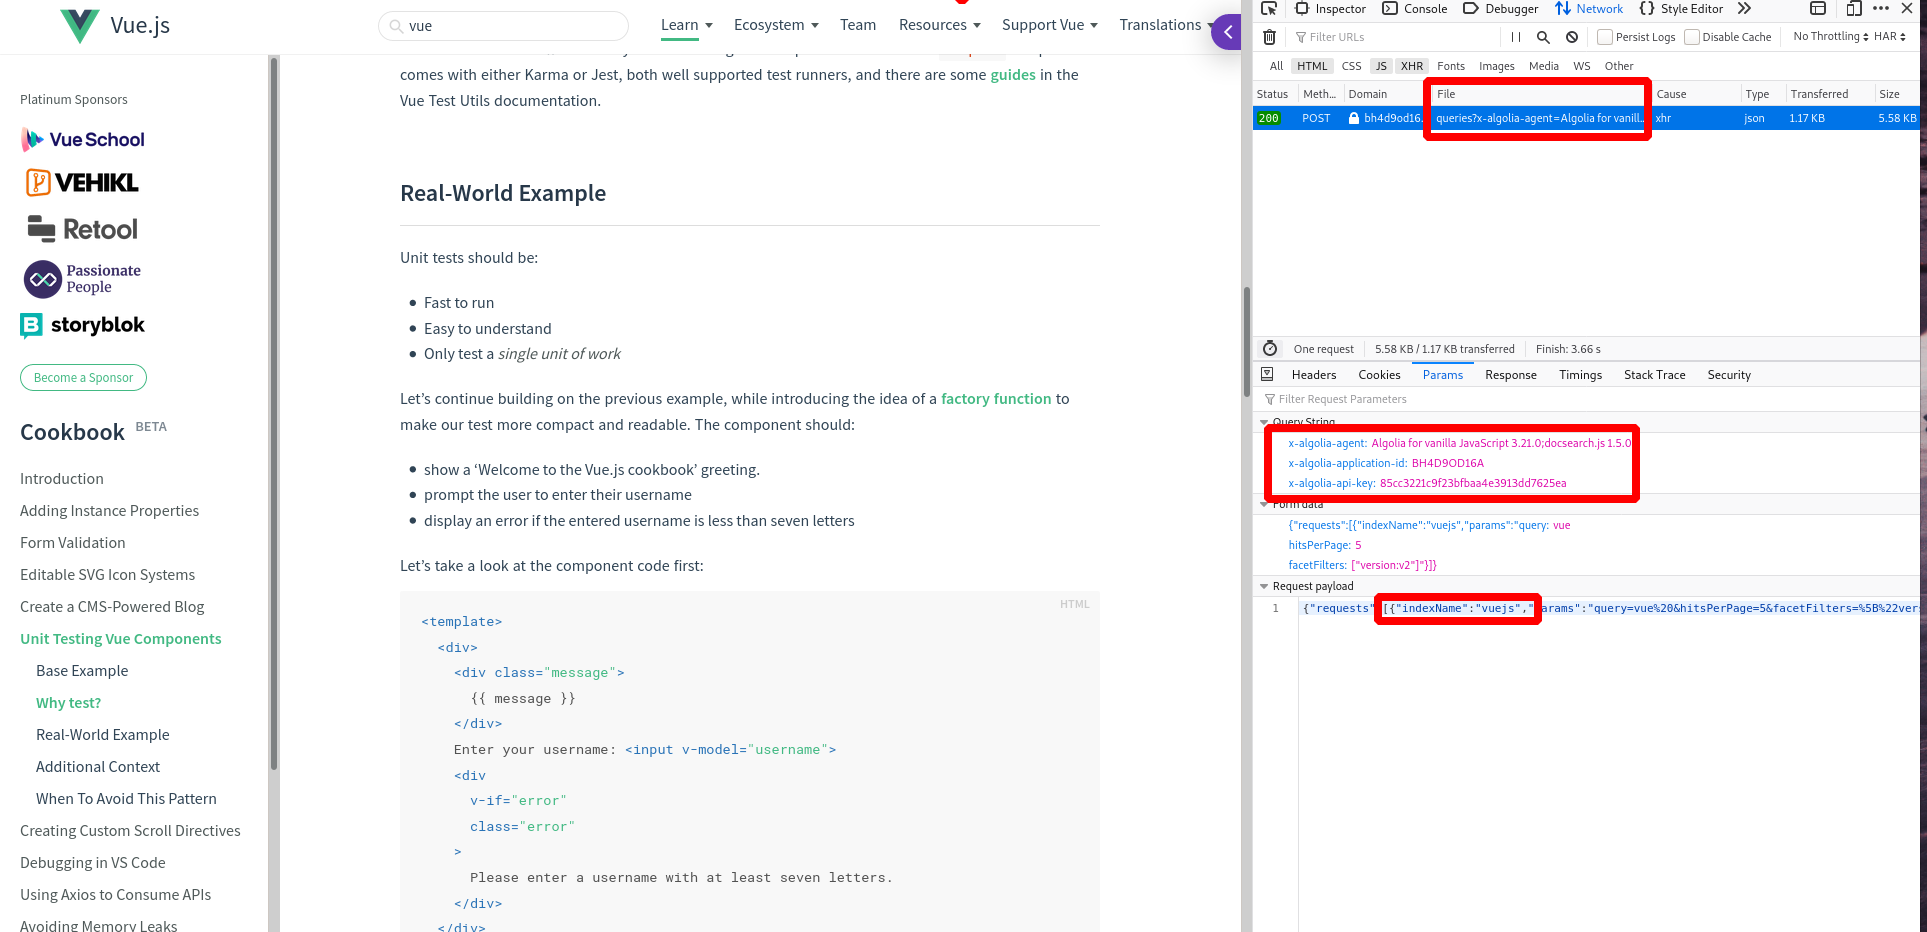 Vue.js
vue
Learn
Ecosystem
Team
Resources
Support Vue
Translations
Platinum Sponsors
Vue School
VEHIKL
Retool
Passionate
People
storyblok
Become a Sponsor
Cookbook BETA
Introduction
Adding Instance Properties
Form Validation
Editable SVG Icon Systems
Create a CMS-Powered Blog
Unit Testing Vue Components
Base Example
Why test?
Real-World Example
Additional Context
When To Avoid This Pattern
Creating Custom Scroll Directives
Debugging in VS Code
Using Axios to Consume APIs
Avoiding Memory Leaks
comes with either Karma or Jest, both well supported test runners, and there are some guides in the
Vue Test Utils documentation.
Real-World Example
Unit tests should be:
Fast to run
Easy to understand
Only test a single unit of work
Let’s continue building on the previous example, while introducing the idea of a factory function to
make our test more compact and readable. The component should:
show a ‘Welcome to the Vue.js cookbook’ greeting.
prompt the user to enter their username
display an error if the entered username is less than seven letters
Let’s take a look at the component code first:
HTML
<template>
<div>
<div class="message">
{{ message }}
</div>
Enter your username: <input v-model="username">
<div
v-if="error"
class="error"
>
Please enter a username with at least seven letters.
</div>
</div>
Inspector
Console
Debugger
Network
Style Editor
Filter URLs
Persist Logs
Disable Cache
No Throttling
HAR
All HTML CSS JS XHR Fonts Images Media WS Other
Status Meth... Domain File Cause Type Transferred Size
200 POST bh4d9od16... queries?x-algolia-agent=Algolia for vanill... xhr json 1.17 KB 5.58 KB
One request 5.58 KB / 1.17 KB transferred Finish: 3.66 s
Headers Cookies Params Response Timings Stack Trace Security
Filter Request Parameters
Query String
x-algolia-agent: Algolia for vanilla JavaScript 3.21.0;docsearch.js 1.5.0
x-algolia-application-id: BH4D9OD16A
x-algolia-api-key: 85cc3221c9f23bfbaa4e3913dd7625ea
Form data
{"requests":[{"indexName":"vuejs","params":"query: vue
hitsPerPage: 5
facetFilters: ["version:v2"]"}]}
Request payload
1 {"requests" [{"indexName":"vuejs"," arams":"query=vue%20&hitsPerPage=5&facetFilters=%5B%22vers